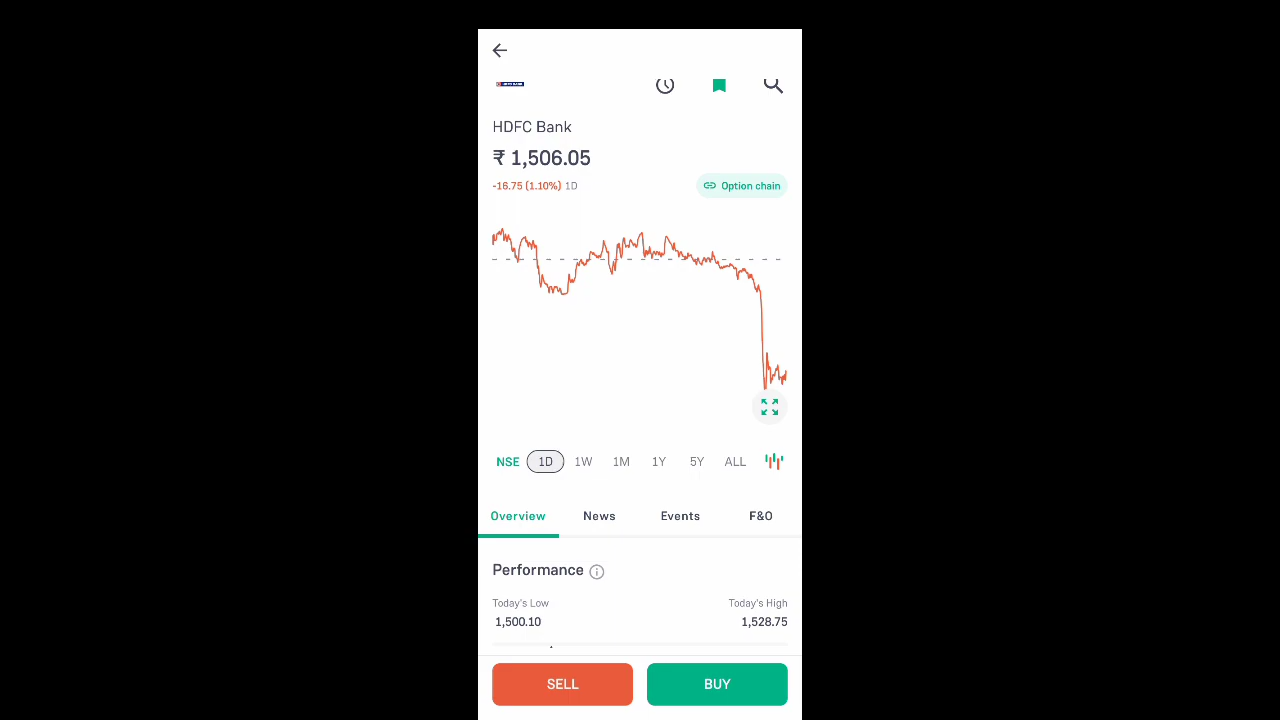 HDFC Bank
₹ 1,506.05
-16.75 (1.10%) 1D
Option chain
NSE 1D 1W 1M 1Y 5Y ALL
Overview News Events F&O
Performance
Today's Low Today's High
1,500.10 1,528.75
SELL BUY